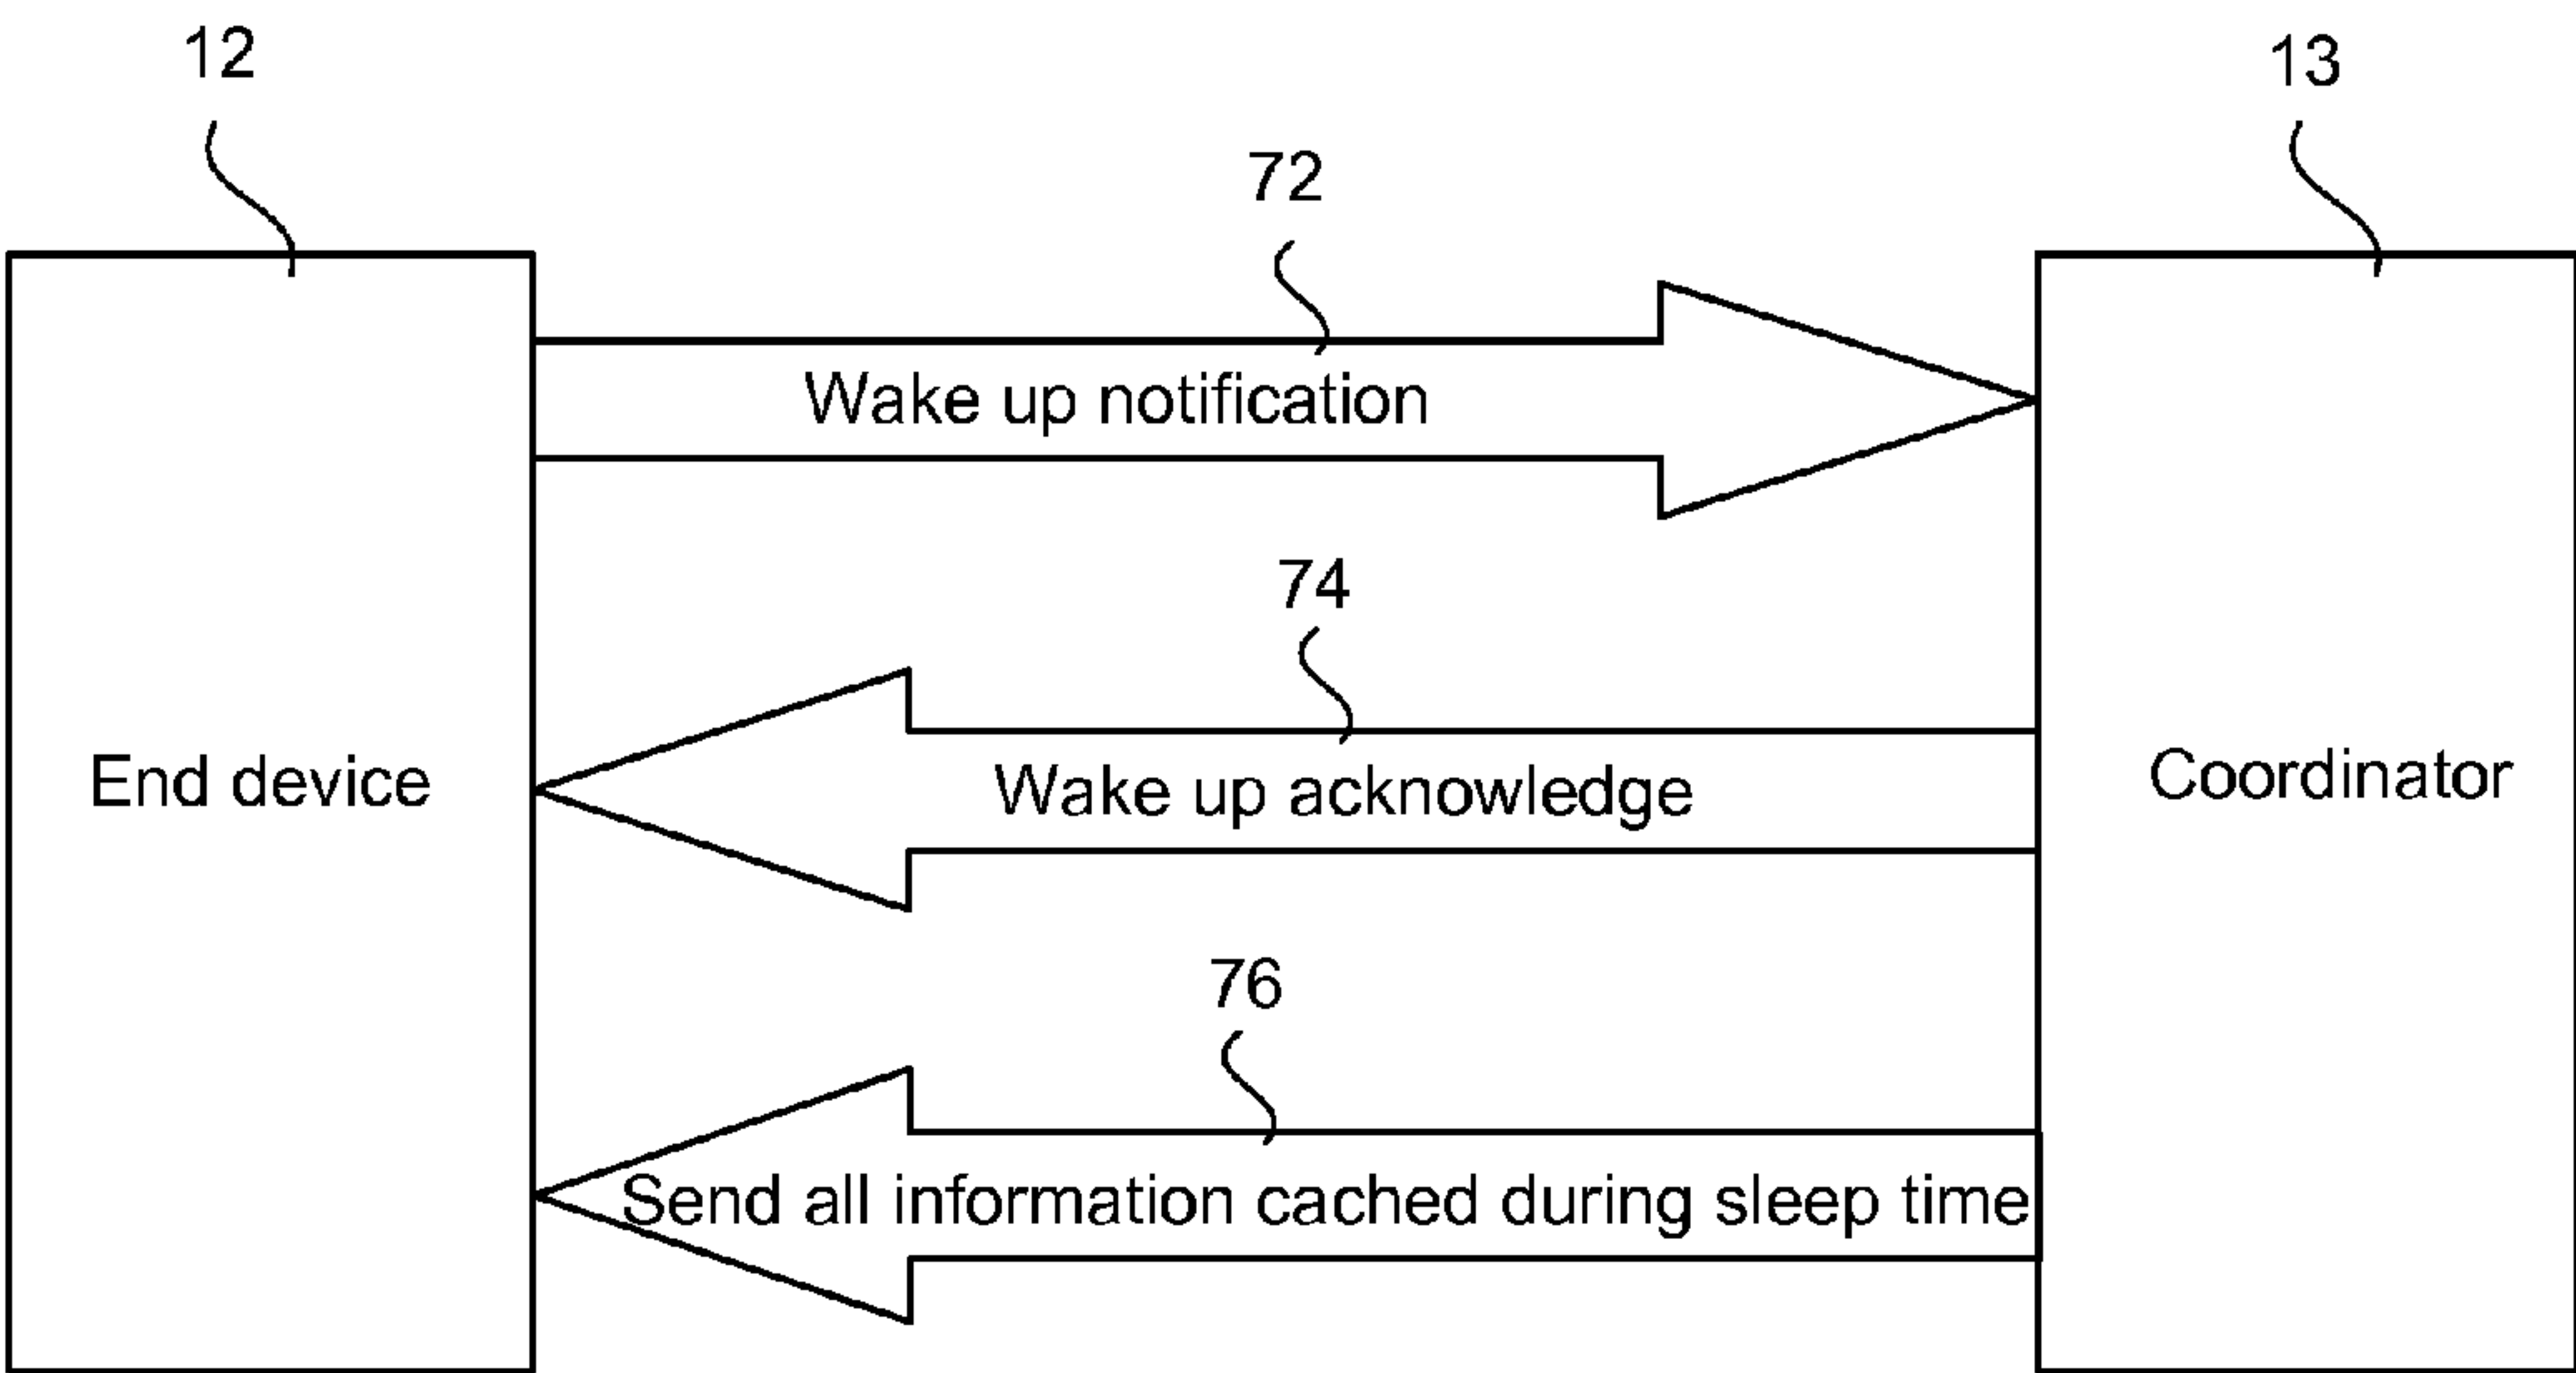 12
13
72
Wake up notification
74
End device
Wake up acknowledge
Coordinator
76
Send all information cached during sleep time